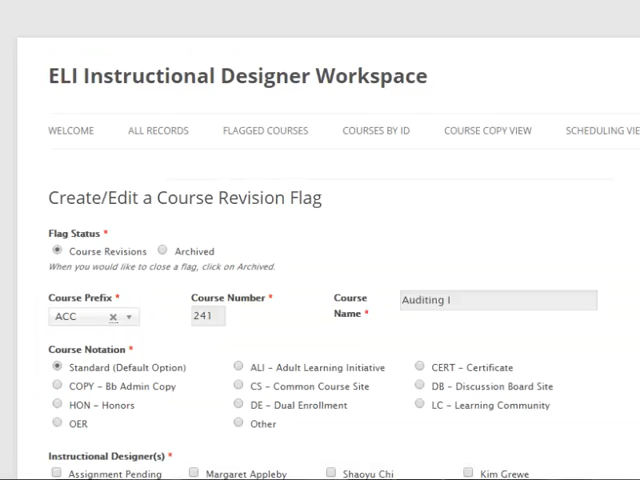 ELI Instructional Designer Workspace
WELCOME ALL RECORDS FLAGGED COURSES COURSES BY ID COURSE COPY VIEW SCHEDULING VIE
Create/Edit a Course Revision Flag
Flag Status *
Course Revisions Archived
When you would like to close a flag, click on Archived.
Course Prefix * Course Number * Course Name * Auditing I
ACC x 241
Course Notation *
Standard (Default Option) ALI – Adult Learning Initiative CERT – Certificate
COPY – Bb Admin Copy CS – Common Course Site DB – Discussion Board Site
HON – Honors DE – Dual Enrollment LC – Learning Community
OER Other
Instructional Designer(s) *
Assignment Pending Margaret Appleby Shaoyu Chi Kim Grewe